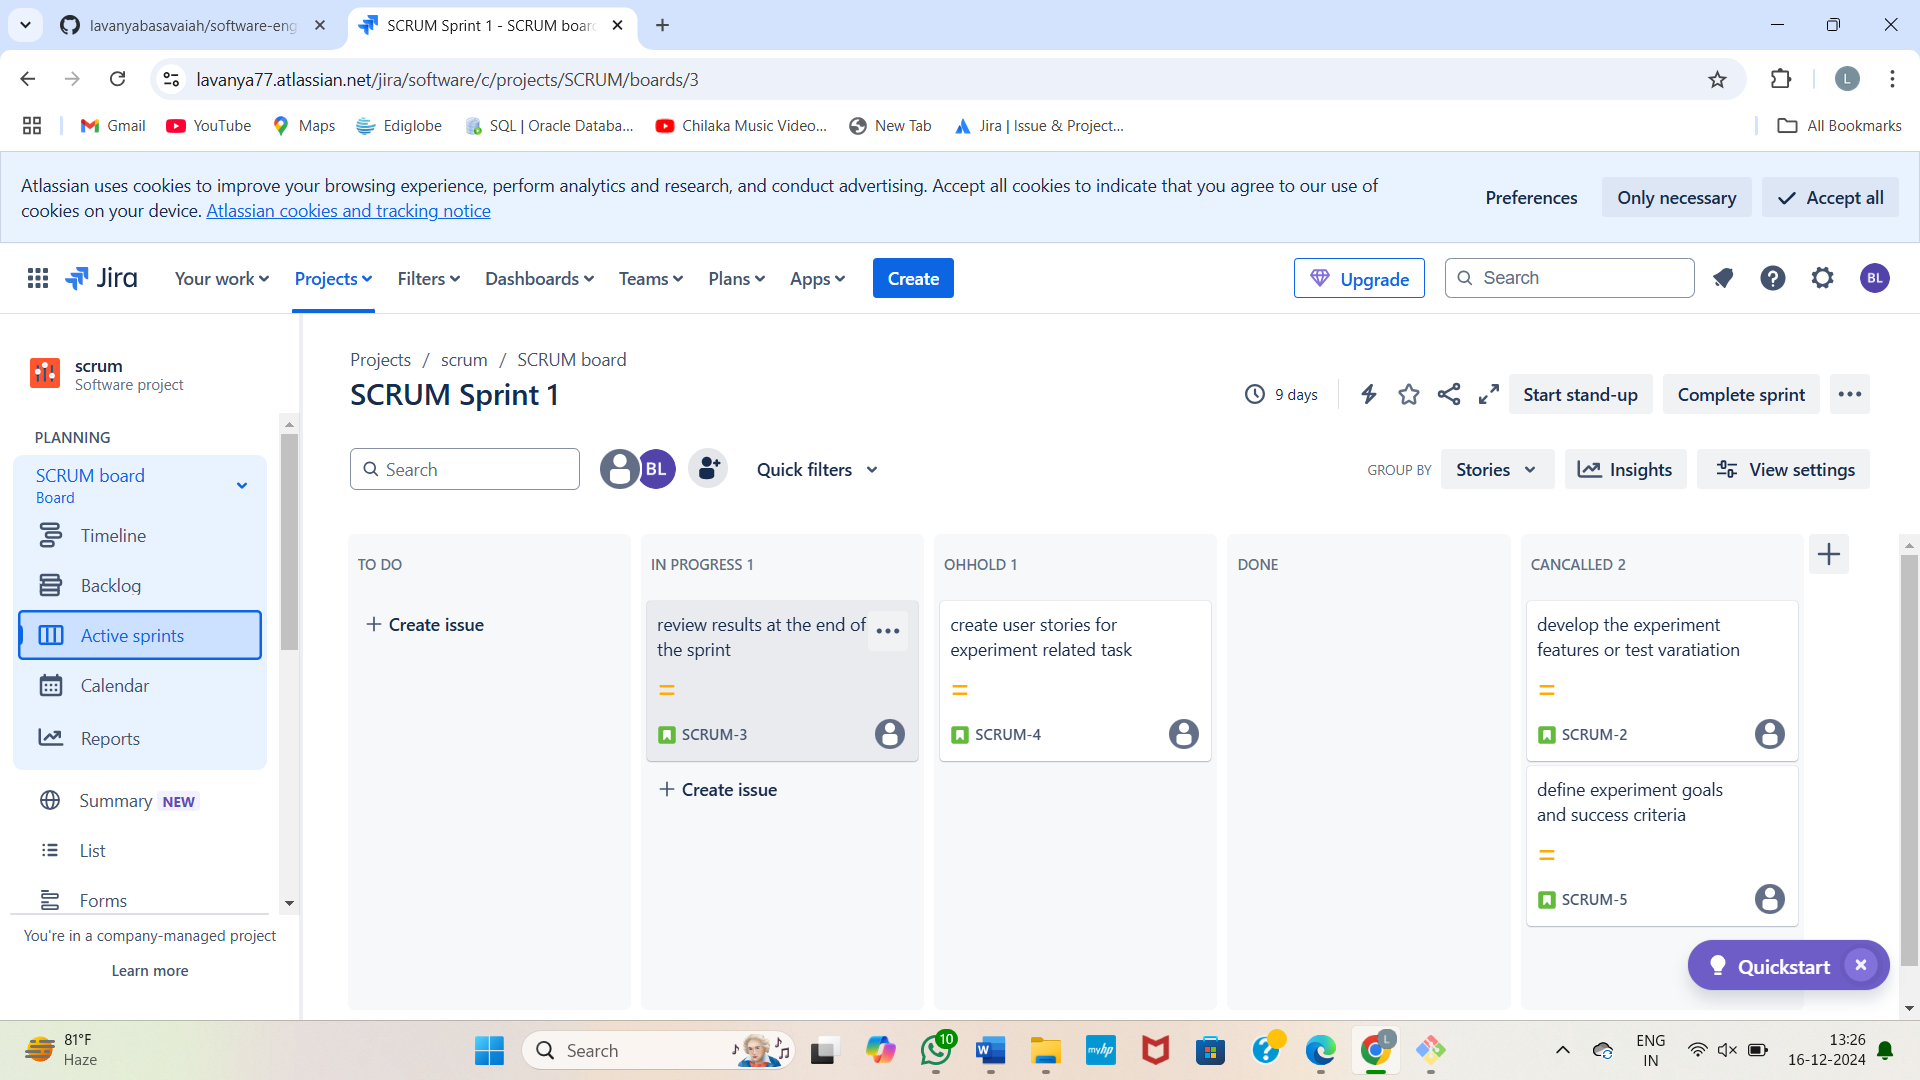 lavanyabasavaiah/software-eng
SCRUM Sprint 1 - SCRUM boar
lavanya77.atlassian.net/jira/software/c/projects/SCRUM/boards/3
L
Gmail
YouTube
Maps
Ediglobe
SQL | Oracle Databa...
Chilaka Music Video...
New Tab
Jira | Issue & Project...
All Bookmarks
Atlassian uses cookies to improve your browsing experience, perform analytics and research, and conduct advertising. Accept all cookies to indicate that you agree to our use of
cookies on your device. Atlassian cookies and tracking notice
Preferences
Only necessary
Accept all
Jira
Your work
Projects
Filters
Dashboards
Teams
Plans
Apps
Create
Upgrade
Search
BL
scrum
Software project
PLANNING
SCRUM board
Board
Timeline
Backlog
Active sprints
Calendar
Reports
Summary NEW
List
Forms
You're in a company-managed project
Learn more
Projects / scrum / SCRUM board
SCRUM Sprint 1
9 days
Start stand-up
Complete sprint
Search
BL
Quick filters
GROUP BY
Stories
Insights
View settings
TO DO
Create issue
IN PROGRESS 1
review results at the end of
the sprint
SCRUM-3
Create issue
OHHOLD 1
create user stories for
experiment related task
SCRUM-4
DONE
CANCALLED 2
develop the experiment
features or test varatiation
SCRUM-2
define experiment goals
and success criteria
SCRUM-5
Quickstart
81°F
Haze
Search
10
W
myhp
L
ENG
IN
13:26
16-12-2024